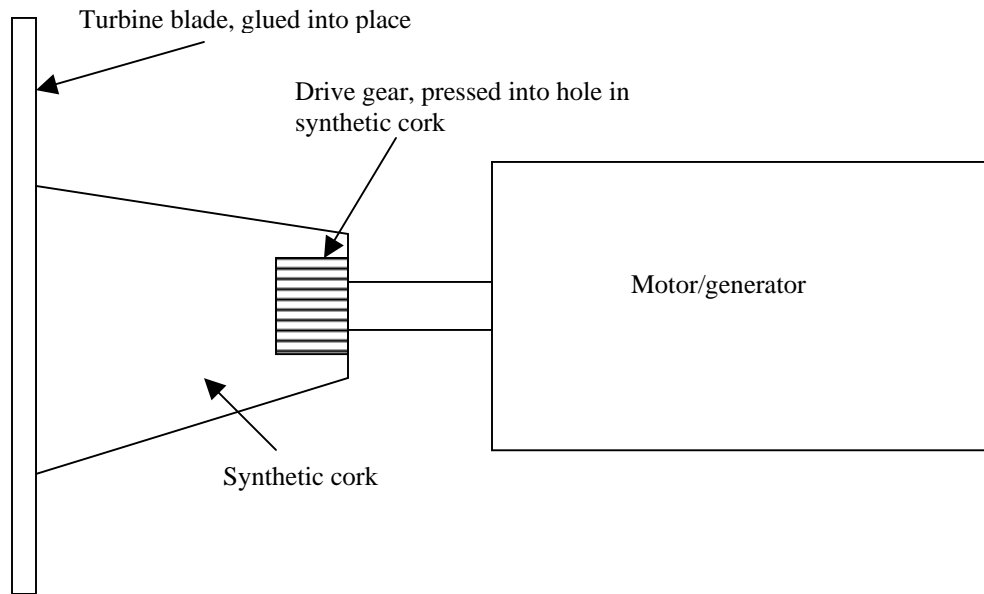 Turbine blade, glued into place
Drive gear, pressed into hole in
synthetic cork
Motor/generator
Synthetic cork